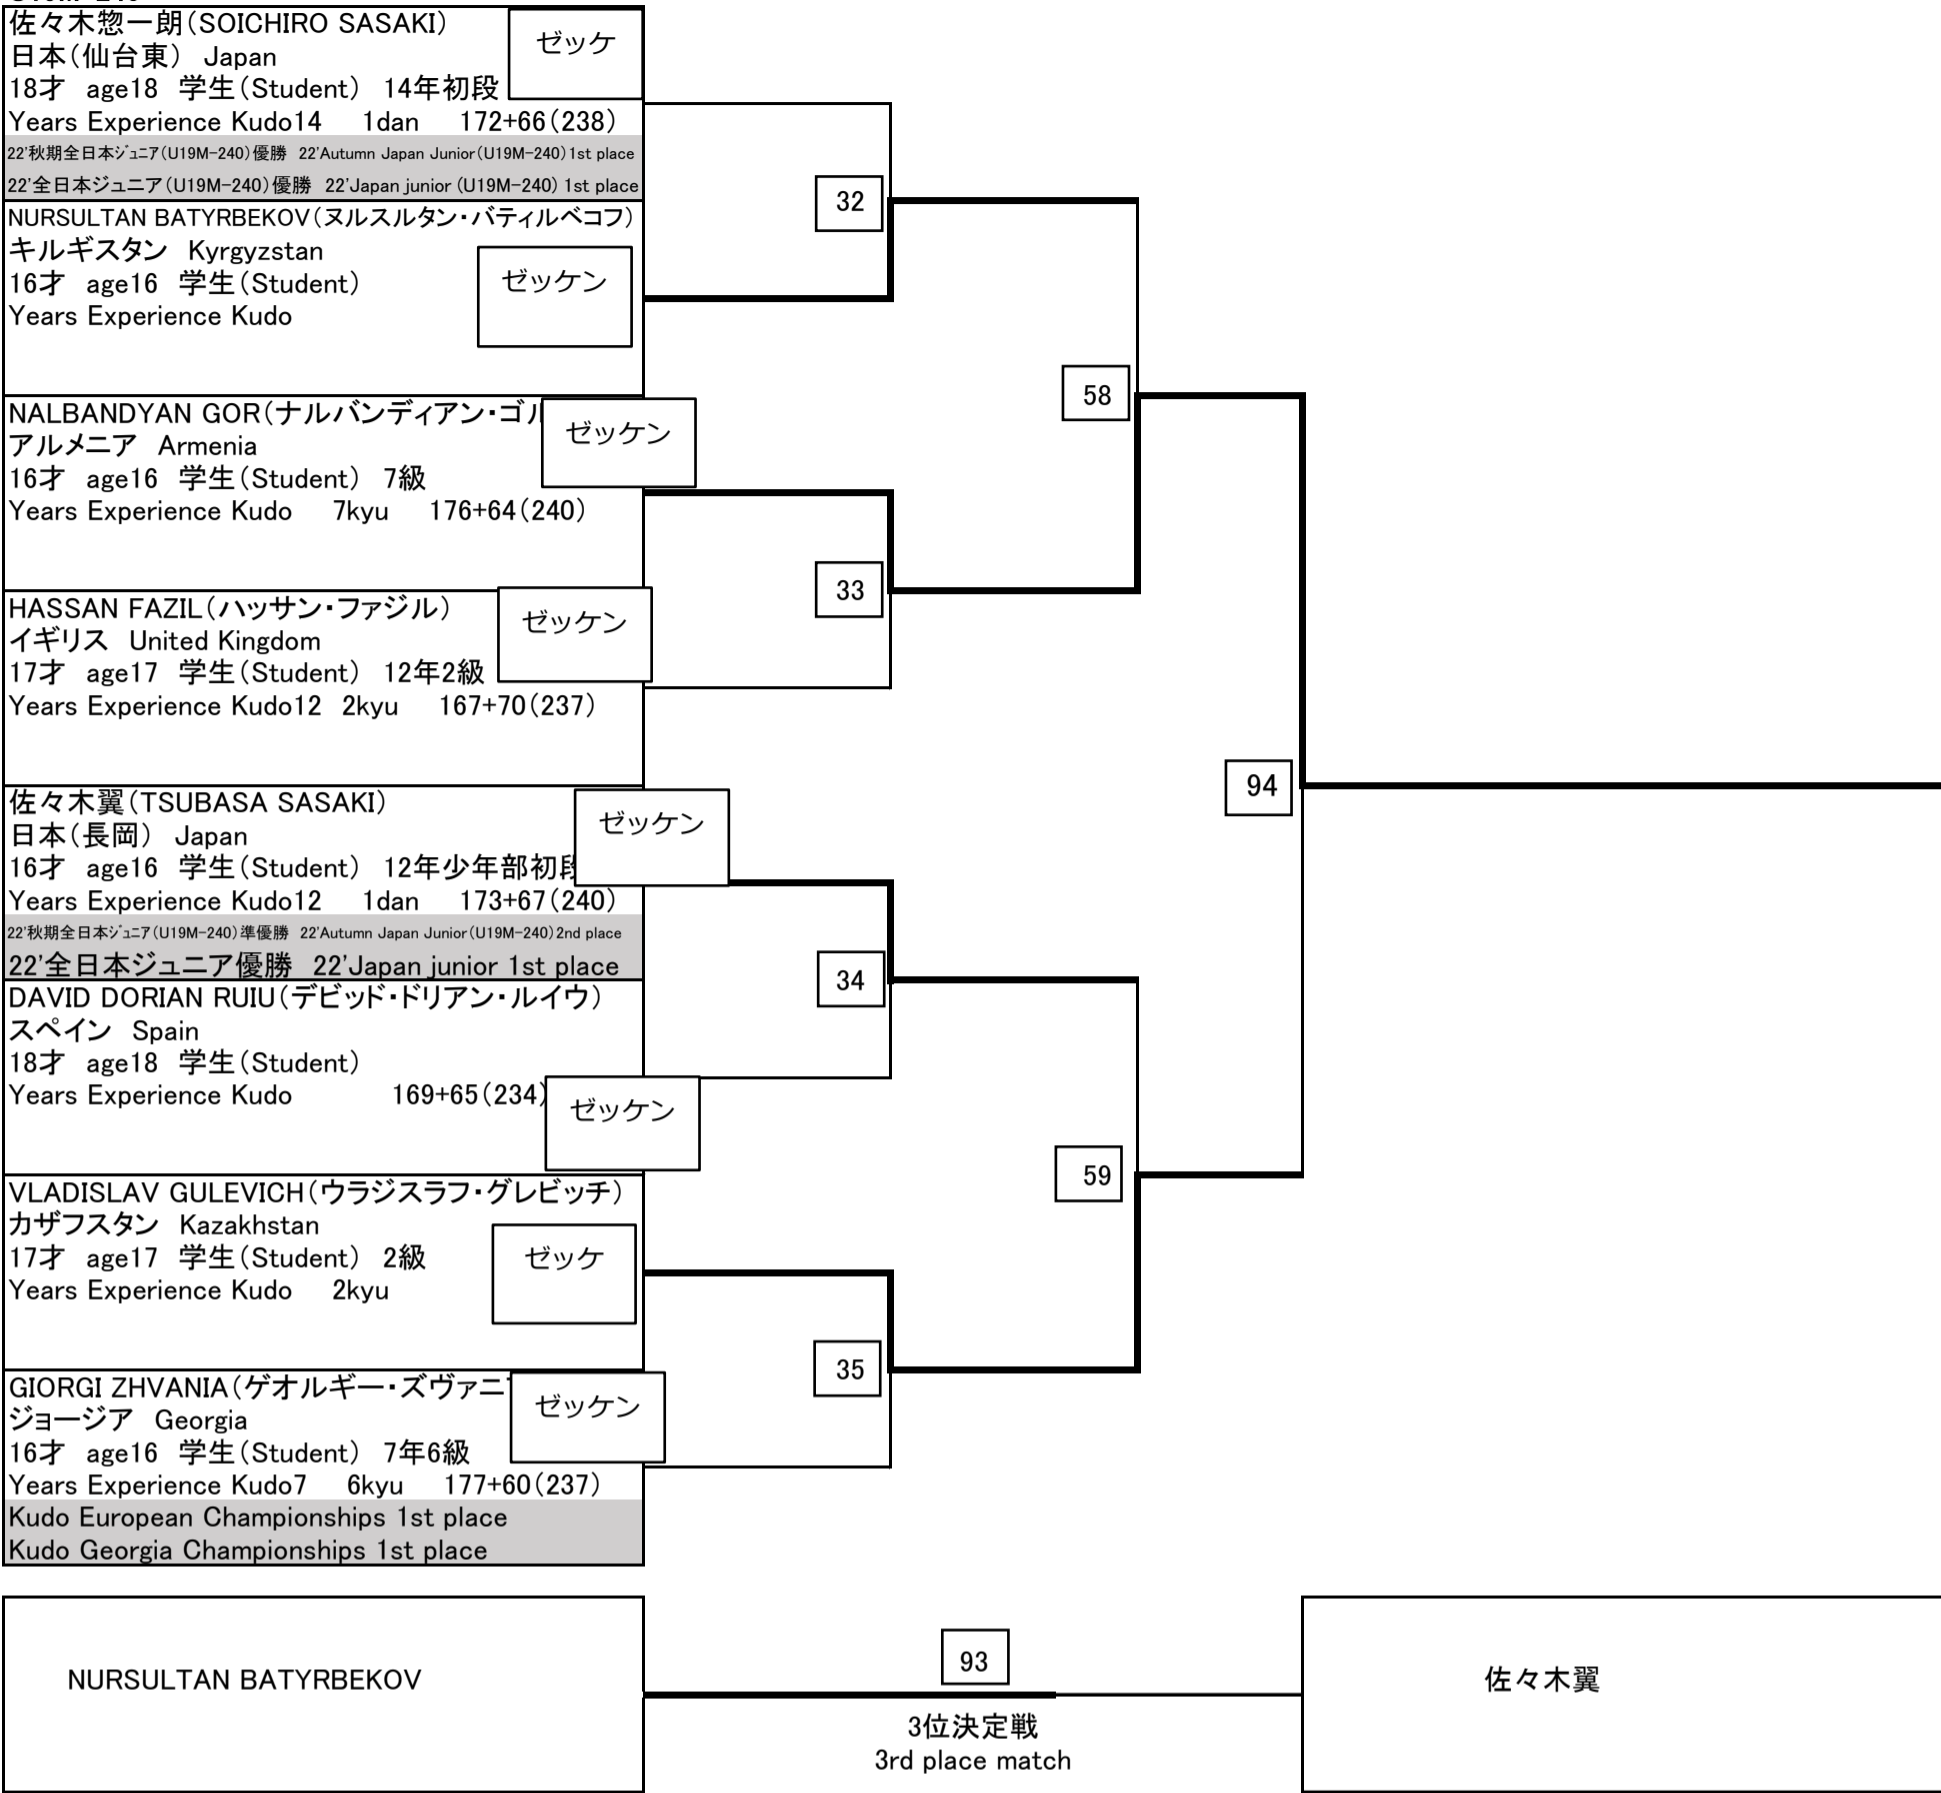 佐々木惣一朗(SOICHIRO SASAKI)
ゼッケ
日本(仙台東) Japan
18才 age18 学生(Student) 14年初段
Years Experience Kudo14 1dan 172+66(238)
22'秋期全日本ジュニア(U19M-240)優勝 22'Autumn Japan Junior(U19M-240)1st place
22'全日本ジュニア(U19M-240)優勝 22'Japan junior (U19M-240) 1st place
32
NURSULTAN BATYRBEKOV(ヌルスルタン・バティルベコフ)
キルギスタン Kyrgyzstan
16才 age16 学生(Student)
ゼッケン
Years Experience Kudo
58
NALBANDYAN GOR(ナルバンディアン・ゴル
ゼッケン
アルメニア Armenia
16才 age16 学生(Student) 7級
Years Experience Kudo 7kyu 176+64(240)
33
HASSAN FAZIL(ハッサン・ファジル)
ゼッケン
イギリス United Kingdom
17才 age17 学生(Student) 12年2級
Years Experience Kudo12 2kyu 167+70(237)
94
佐々木翼(TSUBASA SASAKI)
ゼッケン
日本(長岡) Japan
16才 age16 学生(Student) 12年少年部初段
Years Experience Kudo12 1dan 173+67(240)
22'秋期全日本ジュニア(U19M-240)準優勝 22'Autumn Japan Junior(U19M-240)2nd place
22'全日本ジュニア優勝 22'Japan junior 1st place
34
DAVID DORIAN RUIU(デビッド・ドリアン・ルイウ)
スペイン Spain
18才 age18 学生(Student)
Years Experience Kudo 169+65(234)
ゼッケン
59
VLADISLAV GULEVICH(ウラジスラフ・グレビッチ)
カザフスタン Kazakhstan
17才 age17 学生(Student) 2級
ゼッケ
Years Experience Kudo 2kyu
35
GIORGI ZHVANIA(ゲオルギー・ズヴァニ
ゼッケン
ジョージア Georgia
16才 age16 学生(Student) 7年6級
Years Experience Kudo7 6kyu 177+60(237)
Kudo European Championships 1st place
Kudo Georgia Championships 1st place
NURSULTAN BATYRBEKOV
93
佐々木翼
3位決定戦
3rd place match